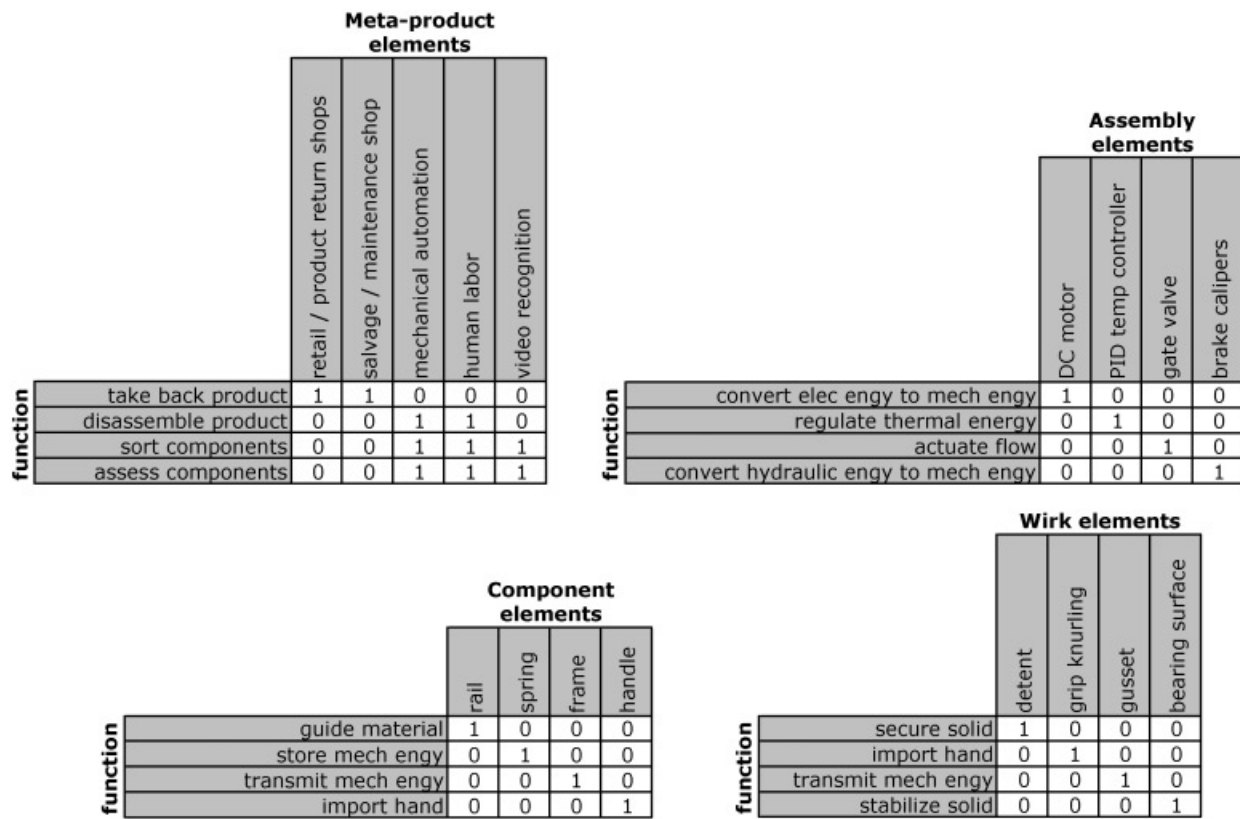 Meta-product
elements
retail / product return shops
salvage / maintenance shop
mechanical automation
human labor
video recognition
function
take back product 1 1 0 0 0
disassemble product 0 0 1 1 0
sort components 0 0 1 1 1
assess components 0 0 1 1 1
Assembly
elements
DC motor
PID temp controller
gate valve
brake calipers
function
convert elec engy to mech engy 1 0 0 0
regulate thermal energy 0 1 0 0
actuate flow 0 0 1 0
convert hydraulic engy to mech engy 0 0 0 1
Component
elements
rail
spring
frame
handle
function
guide material 1 0 0 0
store mech engy 0 1 0 0
transmit mech engy 0 0 1 0
import hand 0 0 0 1
Wirk elements
detent
grip knurling
gusset
bearing surface
function
secure solid 1 0 0 0
import hand 0 1 0 0
transmit mech engy 0 0 1 0
stabilize solid 0 0 0 1